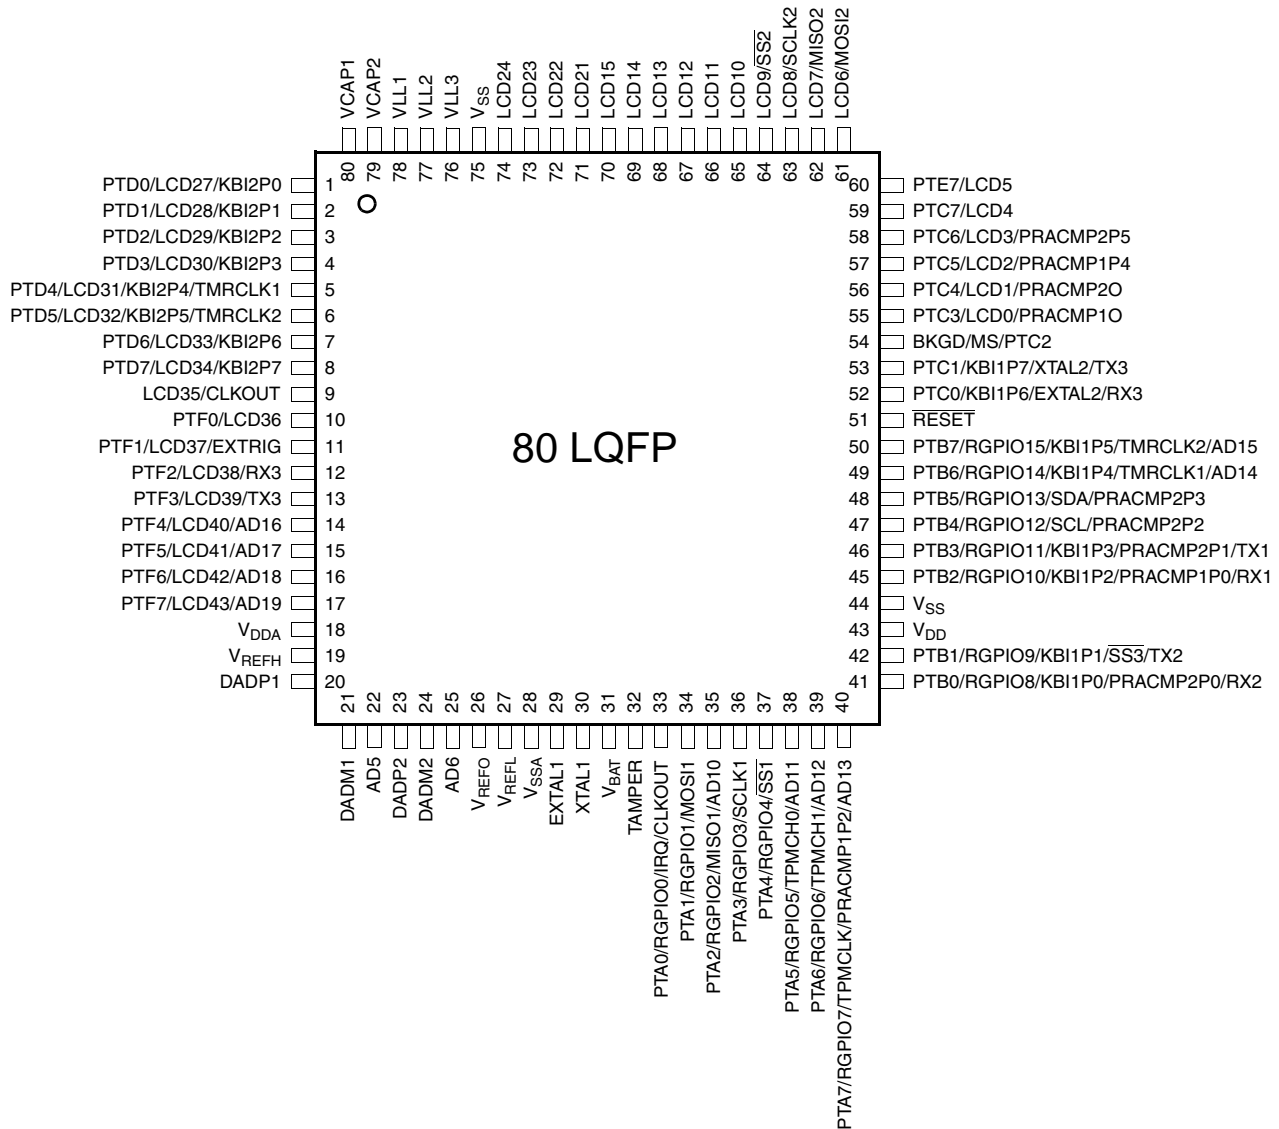 VCAP1
VCAP2
VLL1
VLL2
VLL3
VSS
LCD24
LCD23
LCD22
LCD21
LCD15
LCD14
LCD13
LCD12
LCD11
LCD10
LCD9/SS2
LCD8/SCLK2
LCD7/MISO2
LCD6/MOSI2
80
79
78
77
76
75
74
73
72
71
70
69
68
67
66
65
64
63
62
61
PTD0/LCD27/KBI2P0 1
PTD1/LCD28/KBI2P1 2
PTD2/LCD29/KBI2P2 3
PTD3/LCD30/KBI2P3 4
PTD4/LCD31/KBI2P4/TMRCLK1 5
PTD5/LCD32/KBI2P5/TMRCLK2 6
PTD6/LCD33/KBI2P6 7
PTD7/LCD34/KBI2P7 8
LCD35/CLKOUT 9
PTF0/LCD36 10
PTF1/LCD37/EXTRIG 11
PTF2/LCD38/RX3 12
PTF3/LCD39/TX3 13
PTF4/LCD40/AD16 14
PTF5/LCD41/AD17 15
PTF6/LCD42/AD18 16
PTF7/LCD43/AD19 17
VDDA 18
VREFH 19
DADP1 20
80 LQFP
60 PTE7/LCD5
59 PTC7/LCD4
58 PTC6/LCD3/PRACMP2P5
57 PTC5/LCD2/PRACMP1P4
56 PTC4/LCD1/PRACMP2O
55 PTC3/LCD0/PRACMP1O
54 BKGD/MS/PTC2
53 PTC1/KBI1P7/XTAL2/TX3
52 PTC0/KBI1P6/EXTAL2/RX3
51 RESET
50 PTB7/RGPIO15/KBI1P5/TMRCLK2/AD15
49 PTB6/RGPIO14/KBI1P4/TMRCLK1/AD14
48 PTB5/RGPIO13/SDA/PRACMP2P3
47 PTB4/RGPIO12/SCL/PRACMP2P2
46 PTB3/RGPIO11/KBI1P3/PRACMP2P1/TX1
45 PTB2/RGPIO10/KBI1P2/PRACMP1P0/RX1
44 VSS
43 VDD
42 PTB1/RGPIO9/KBI1P1/SS3/TX2
41 PTB0/RGPIO8/KBI1P0/PRACMP2P0/RX2
21
22
23
24
25
26
27
28
29
30
31
32
33
34
35
36
37
38
39
40
DADM1
AD5
DADP2
DADM2
AD6
VREFO
VREFL
VSSA
EXTAL1
XTAL1
VBAT
TAMPER
PTA0/RGPIO0/IRQ/CLKOUT
PTA1/RGPIO1/MOSI1
PTA2/RGPIO2/MISO1/AD10
PTA3/RGPIO3/SCLK1
PTA4/RGPIO4/SS1
PTA5/RGPIO5/TPMCH0/AD11
PTA6/RGPIO6/TPMCH1/AD12
PTA7/RGPIO7/TPMCLK/PRACMP1P2/AD13